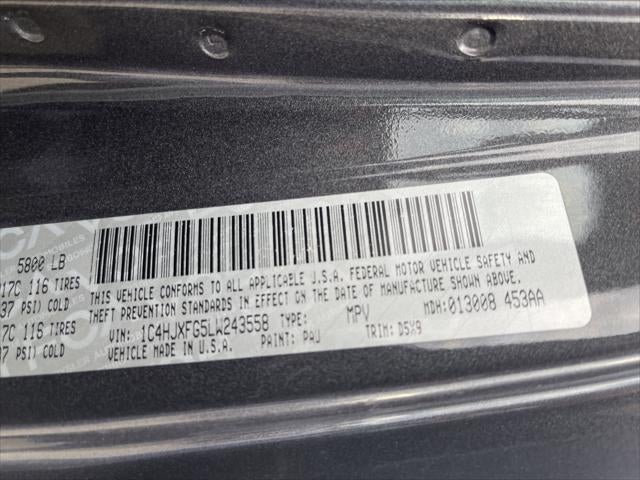 5800 LB
17C 116 TIRES
37 PSI) COLD
7C 116 TIRES
37 PSI) COLD
THIS VEHICLE CONFORMS TO ALL APPLICABLE U.S.A. FEDERAL MOTOR VEHICLE SAFETY AND
THEFT PREVENTION STANDARDS IN EFFECT ON THE DATE OF MANUFACTURE SHOWN ABOVE.
VIN: 1C4HJXFG5LW243558 TYPE: MPV MDH: 013008 453AA
VEHICLE MADE IN U.S.A. PAINT: PAU TRIM: D5X9